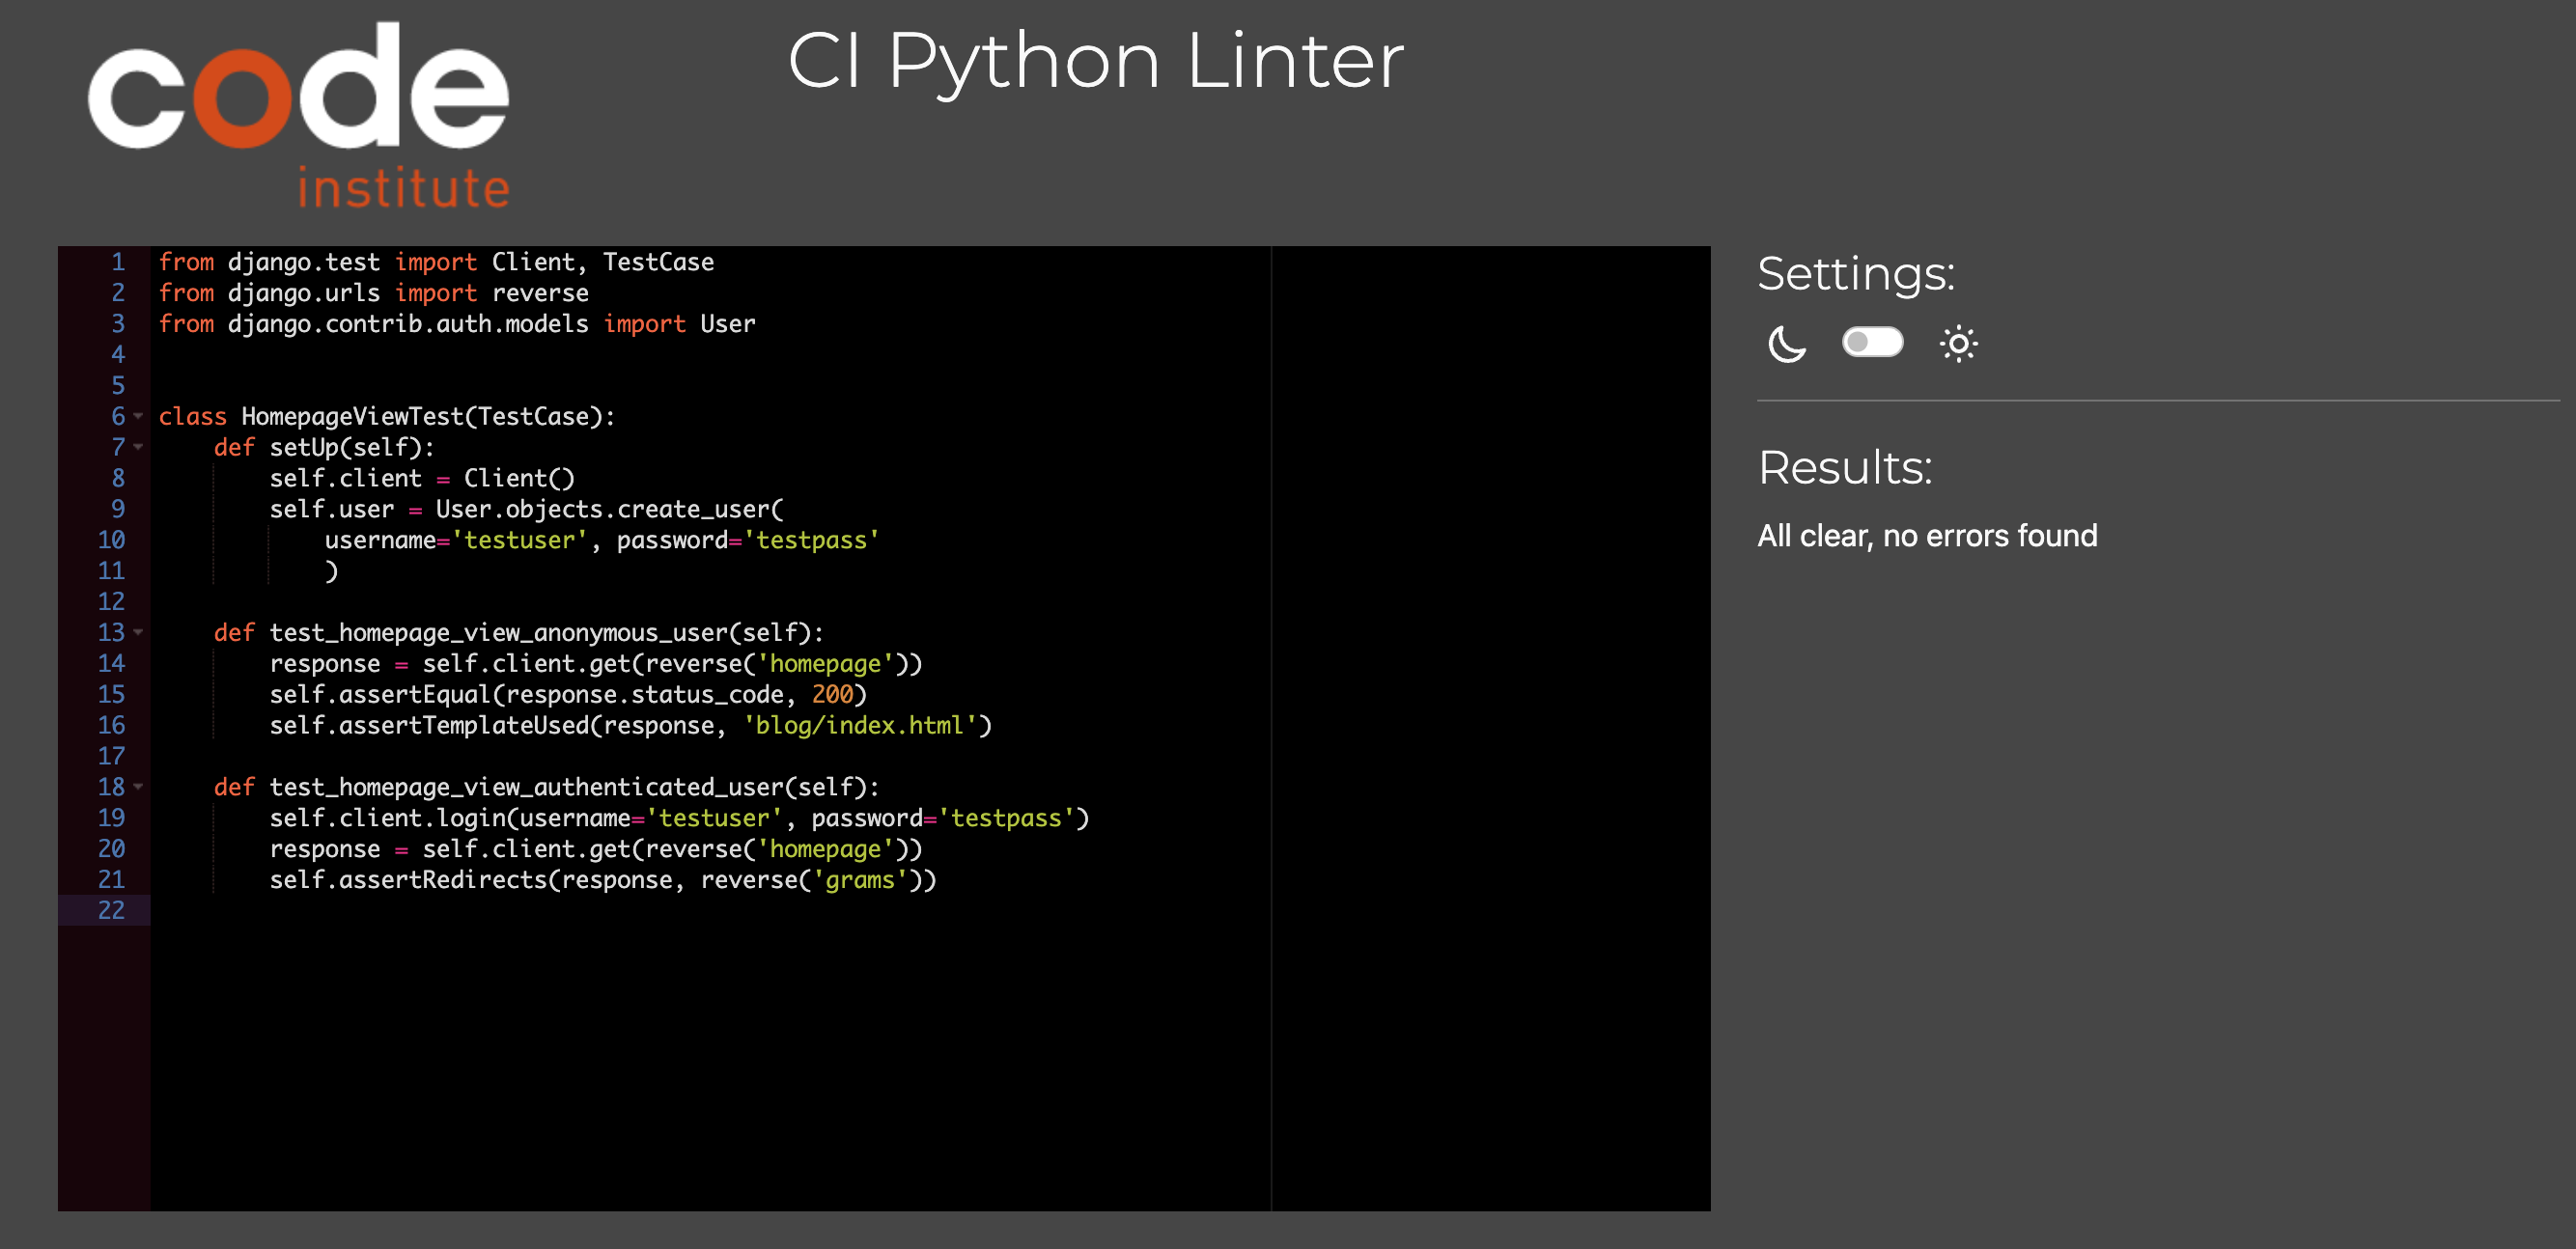 code
institute
CI Python Linter
1 from django.test import Client, TestCase
2 from django.urls import reverse
3 from django.contrib.auth.models import User
4
5
6 class HomepageViewTest(TestCase):
7     def setUp(self):
8         self.client = Client()
9         self.user = User.objects.create_user(
10             username='testuser', password='testpass'
11             )
12
13     def test_homepage_view_anonymous_user(self):
14         response = self.client.get(reverse('homepage'))
15         self.assertEqual(response.status_code, 200)
16         self.assertTemplateUsed(response, 'blog/index.html')
17
18     def test_homepage_view_authenticated_user(self):
19         self.client.login(username='testuser', password='testpass')
20         response = self.client.get(reverse('homepage'))
21         self.assertRedirects(response, reverse('grams'))
22
Settings:
Results:
All clear, no errors found